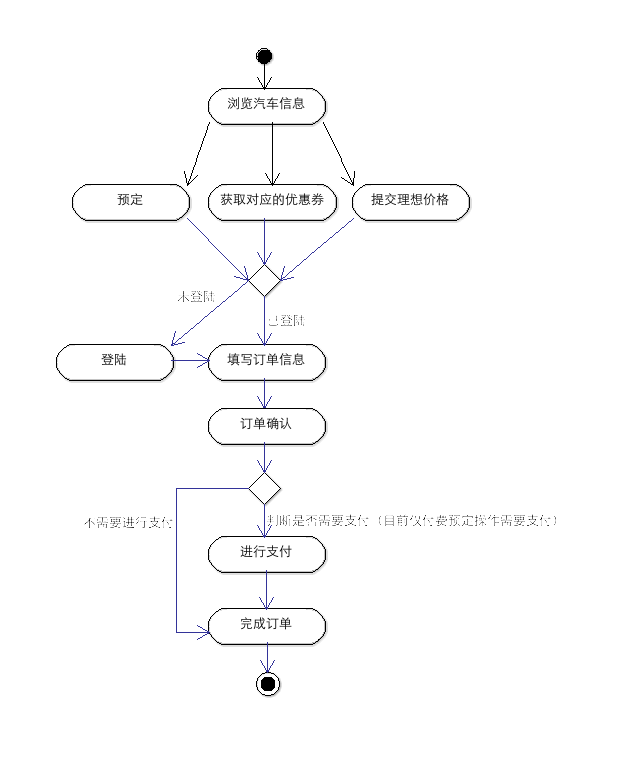 浏览汽车信息
预定
获取对应的优惠券
提交理想价格
未登陆
已登陆
登陆
填写订单信息
订单确认
不需要进行支付
判断是否需要支付（目前仅付费预定操作需要支付）
进行支付
完成订单